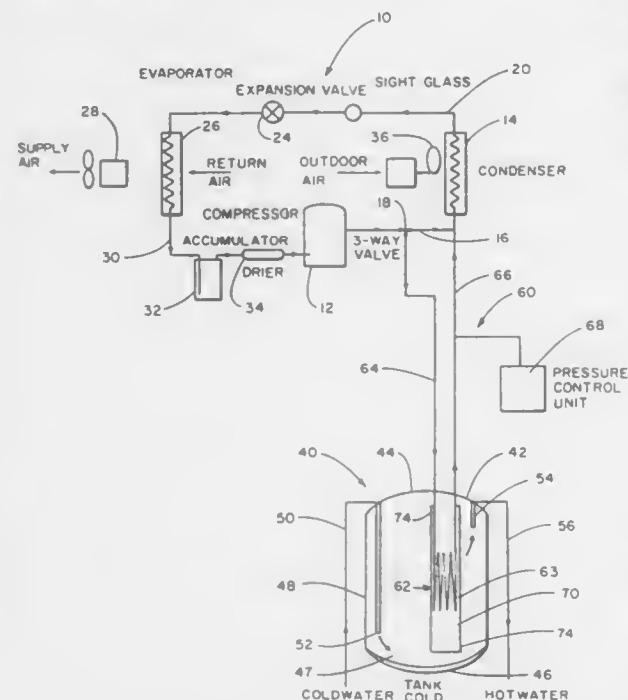 10
EVAPORATOR
EXPANSION VALVE
SIGHT GLASS
20
28
26
24
36
14
SUPPLY
AIR
RETURN
AIR
OUTDOOR
AIR
CONDENSER
18
COMPRESSOR
30
ACCUMULATOR
3-WAY
VALVE
16
DRIER
32
34
12
66
60
68
64
PRESSURE
CONTROL
UNIT
40
44
42
54
50
74
56
48
62
63
70
52
74
47
46
TANK
COLD
COLDWATER
HOTWATER